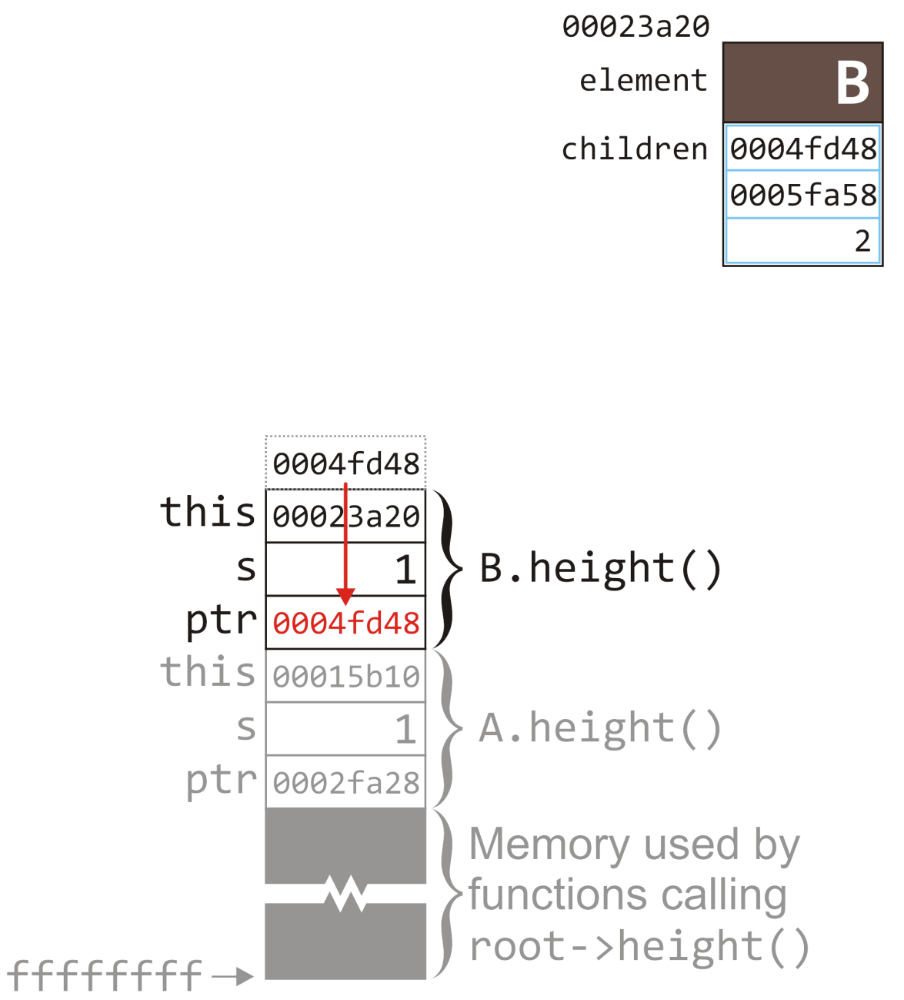 00023a20
element B
children 0004fd48
0005fa58
2
0004fd48
this 00023a20
s 1
ptr 0004fd48
B.height()
this 00015b10
s 1
ptr 0002fa28
A.height()
Memory used by
functions calling
root->height()
ffffffff